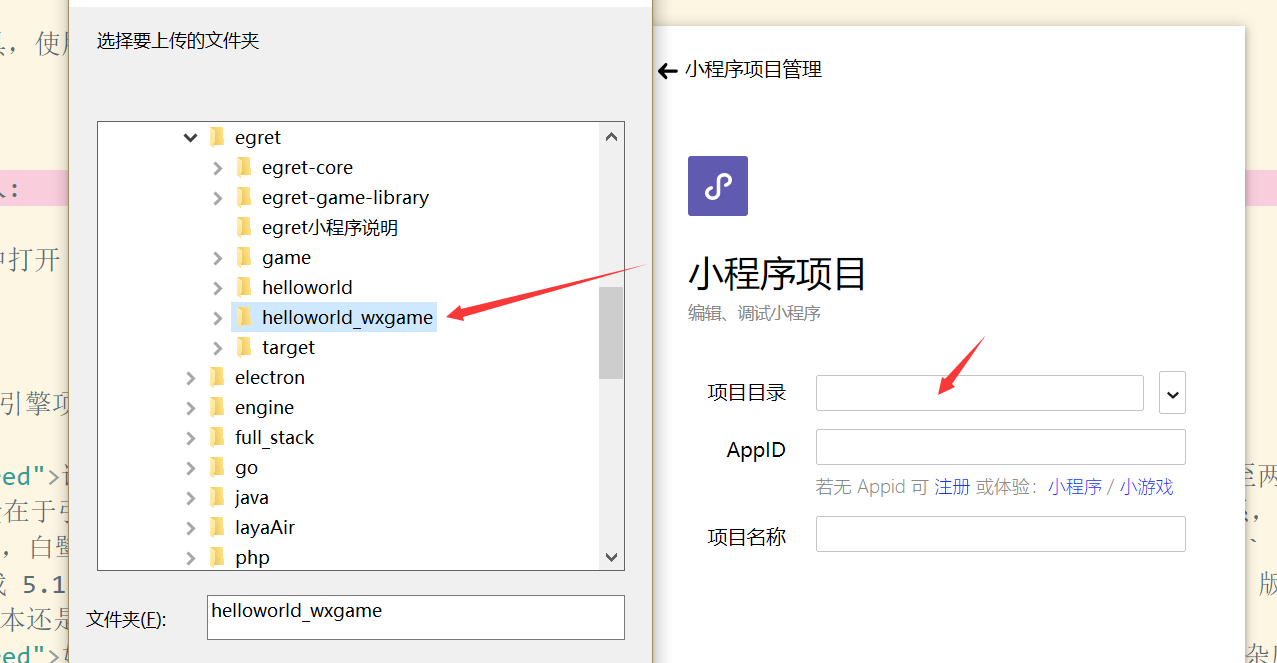 选择要上传的文件夹
egret
egret-core
egret-game-library
egret小程序说明
game
helloworld
helloworld_wxgame
target
electron
engine
full_stack
go
java
layaAir
php
文件夹(F):
helloworld_wxgame
小程序项目管理
小程序项目
编辑、调试小程序
项目目录
AppID
若无 Appid 可 注册 或体验：小程序 / 小游戏
项目名称
，使
:
中打开
引擎项
ed">
在于引
，白鹭
成 5.1
本还是
ed">
至两
，
`
版